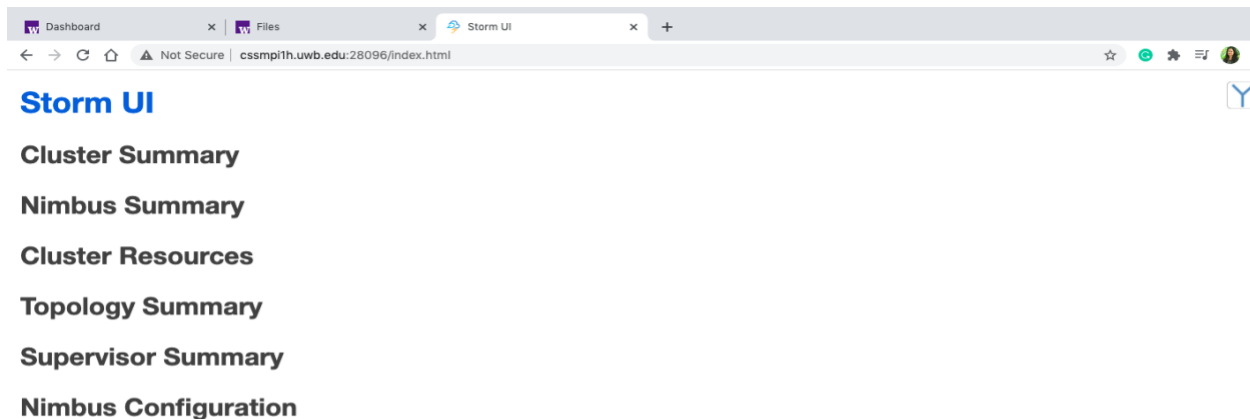 Dashboard Files Storm UI
Not Secure cssmpi1h.uwb.edu:28096/index.html
Storm UI
Cluster Summary
Nimbus Summary
Cluster Resources
Topology Summary
Supervisor Summary
Nimbus Configuration